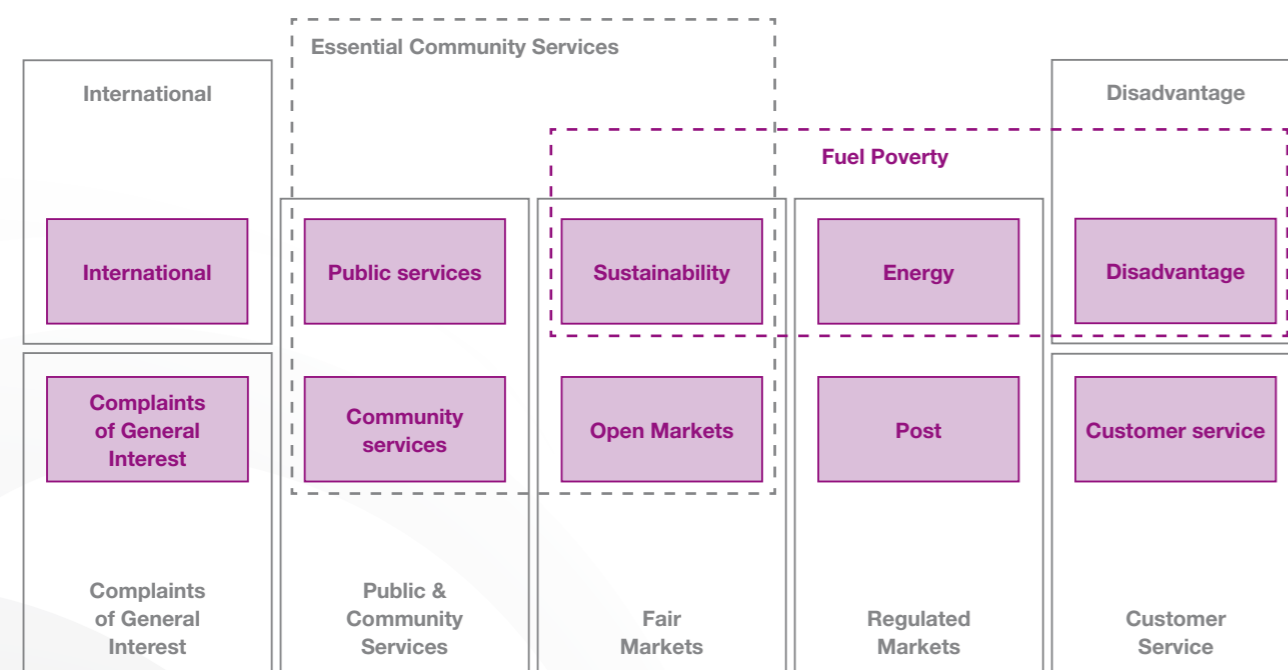 Essential Community Services
International
Disadvantage
Fuel Poverty
International
Public services
Sustainability
Energy
Disadvantage
Complaints
of General
Interest
Community
services
Open Markets
Post
Customer service
Complaints
of General
Interest
Public &
Community
Services
Fair
Markets
Regulated
Markets
Customer
Service